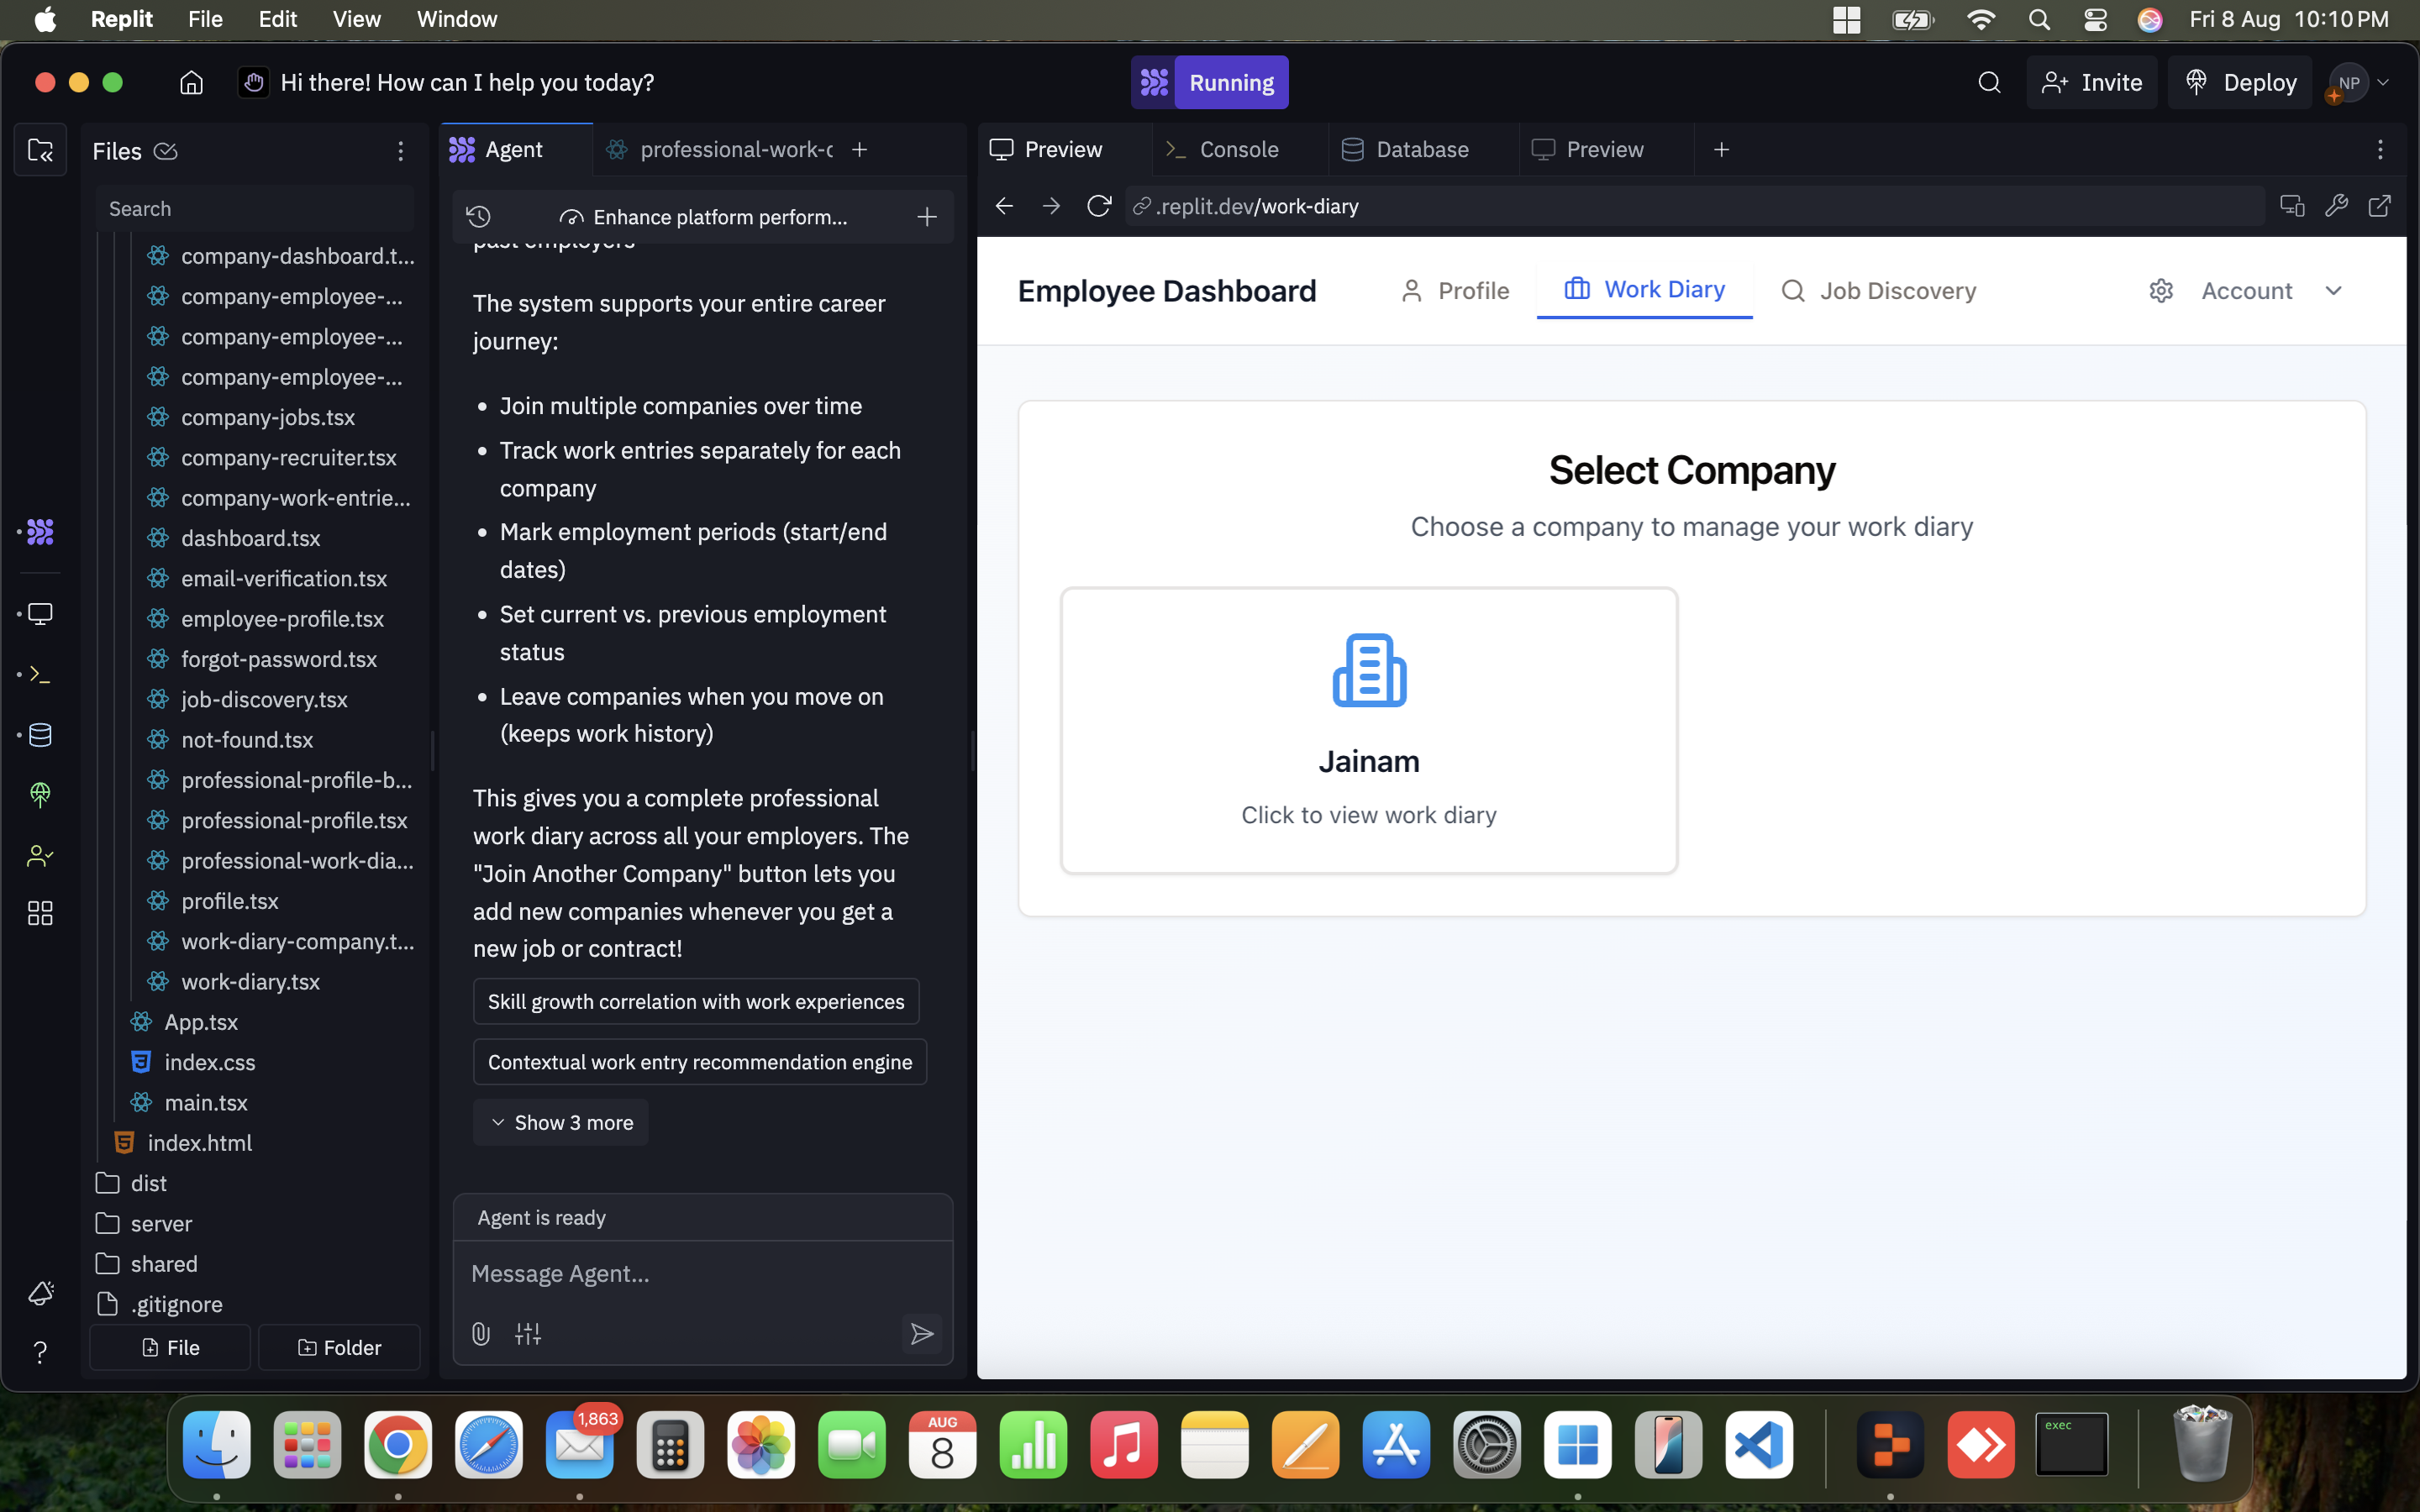 Replit File Edit View Window
Fri 8 Aug 10:10 PM
Hi there! How can I help you today?
Running
Invite
Deploy
NP
Files
Search
company-dashboard.t...
company-employee-...
company-employee-...
company-employee-...
company-jobs.tsx
company-recruiter.tsx
company-work-entrie...
dashboard.tsx
email-verification.tsx
employee-profile.tsx
forgot-password.tsx
job-discovery.tsx
not-found.tsx
professional-profile-b...
professional-profile.tsx
professional-work-dia...
profile.tsx
work-diary-company.t...
work-diary.tsx
App.tsx
index.css
main.tsx
index.html
dist
server
shared
.gitignore
File
Folder
Agent
professional-work-c
Enhance platform perform...
past employers
The system supports your entire career
journey:
• Join multiple companies over time
• Track work entries separately for each
company
• Mark employment periods (start/end
dates)
• Set current vs. previous employment
status
• Leave companies when you move on
(keeps work history)
This gives you a complete professional
work diary across all your employers. The
"Join Another Company" button lets you
add new companies whenever you get a
new job or contract!
Skill growth correlation with work experiences
Contextual work entry recommendation engine
Show 3 more
Agent is ready
Message Agent...
Preview
Console
Database
Preview
.replit.dev/work-diary
Employee Dashboard
Profile
Work Diary
Job Discovery
Account
Select Company
Choose a company to manage your work diary
Jainam
Click to view work diary
1,863
AUG
8
exec